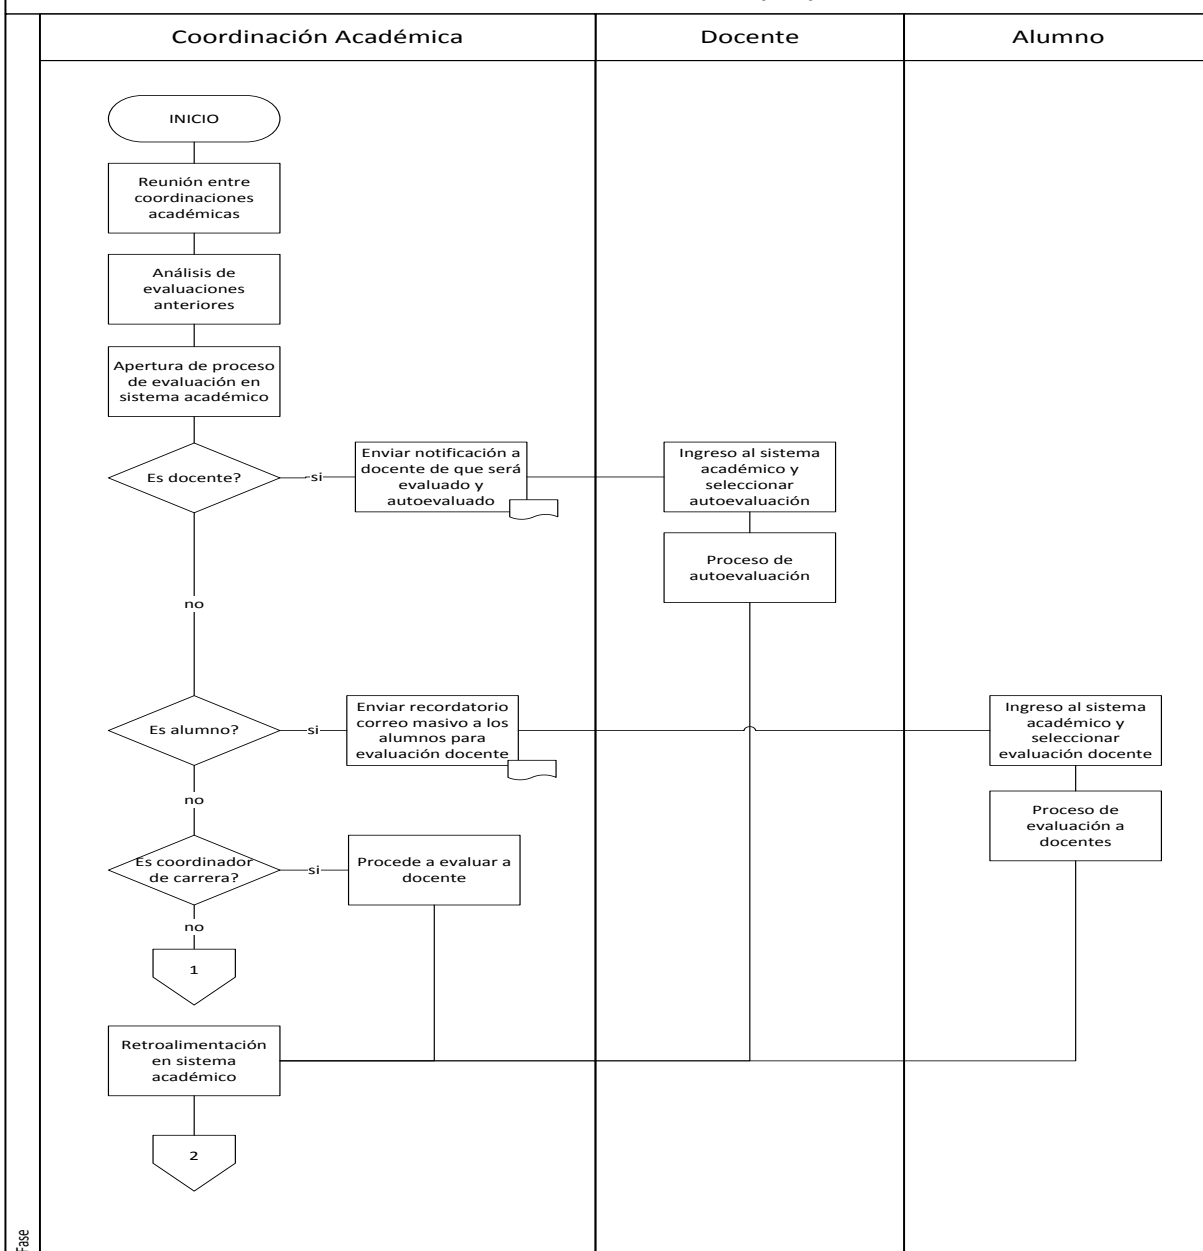 Coordinación Académica
Docente
Alumno
INICIO
Reunión entre
coordinaciones
académicas
Análisis de
evaluaciones
anteriores
Apertura de proceso
de evaluación en
sistema académico
Es docente?
si
Enviar notificación a
docente de que será
evaluado y
autoevaluado
Ingreso al sistema
académico y
seleccionar
autoevaluación
Proceso de
autoevaluación
no
Es alumno?
si
Enviar recordatorio
correo masivo a los
alumnos para
evaluación docente
Ingreso al sistema
académico y
seleccionar
evaluación docente
no
Proceso de
evaluación a
docentes
Es coordinador
de carrera?
si
Procede a evaluar a
docente
no
1
Retroalimentación
en sistema
académico
2
Fase